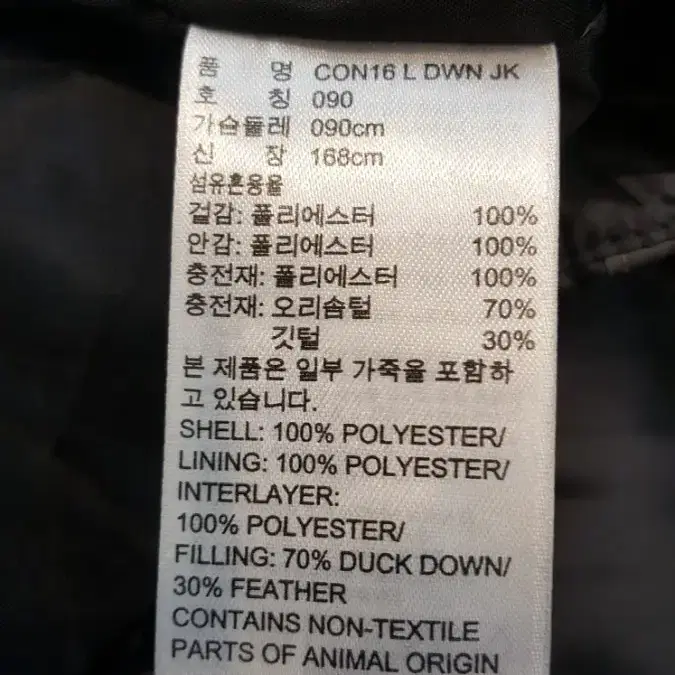 품 명 CON16 L DWN JK
호 칭 090
가슴둘레 090cm
신 장 168cm
섬유혼용율
겉감: 폴리에스터 100%
안감: 폴리에스터 100%
충전재: 폴리에스터 100%
충전재: 오리솜털 70%
깃털 30%
본 제품은 일부 가죽을 포함하
고 있습니다.
SHELL: 100% POLYESTER/
LINING: 100% POLYESTER/
INTERLAYER:
100% POLYESTER/
FILLING: 70% DUCK DOWN/
30% FEATHER
CONTAINS NON-TEXTILE
PARTS OF ANIMAL ORIGIN